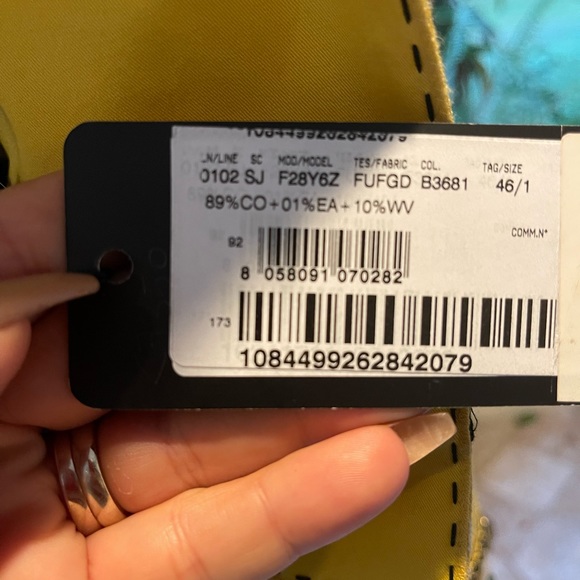 1084499262842079
LN/LINE SC MOD/MODEL TES/FABRIC COL. TAG/SIZE
0102 SJ F28Y6Z FUFGD B3681 46/1
89%CO+01%EA+10%WV
COMM.N°
92
8 058091 070282
173
1084499262842079